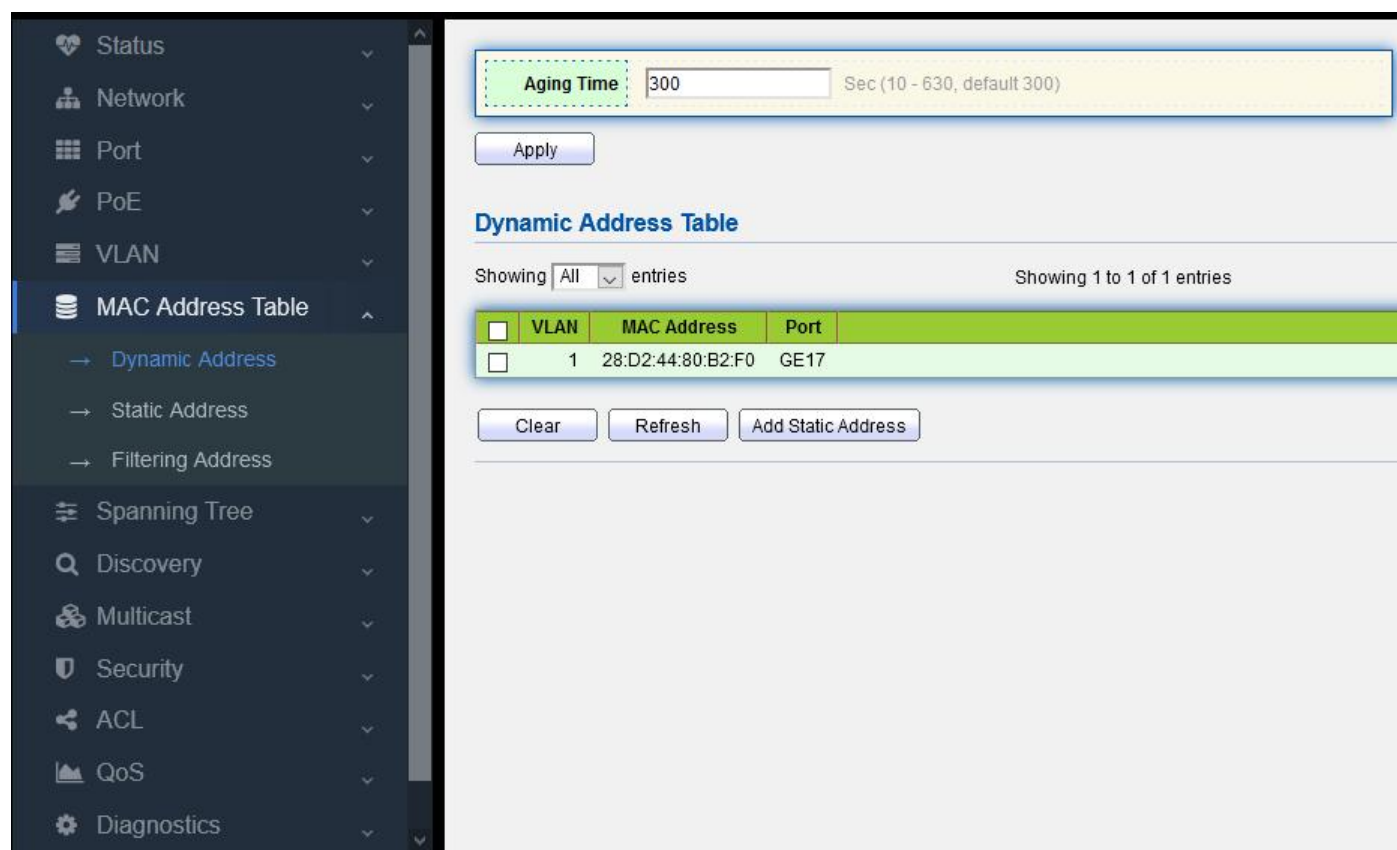 Status
Network
Port
PoE
VLAN
MAC Address Table
→ Dynamic Address
→ Static Address
→ Filtering Address
Spanning Tree
Discovery
Multicast
Security
ACL
QoS
Diagnostics
Aging Time 300 Sec (10 - 630, default 300)
Apply
Dynamic Address Table
Showing All entries Showing 1 to 1 of 1 entries
VLAN MAC Address Port
1 28:D2:44:80:B2:F0 GE17
Clear Refresh Add Static Address